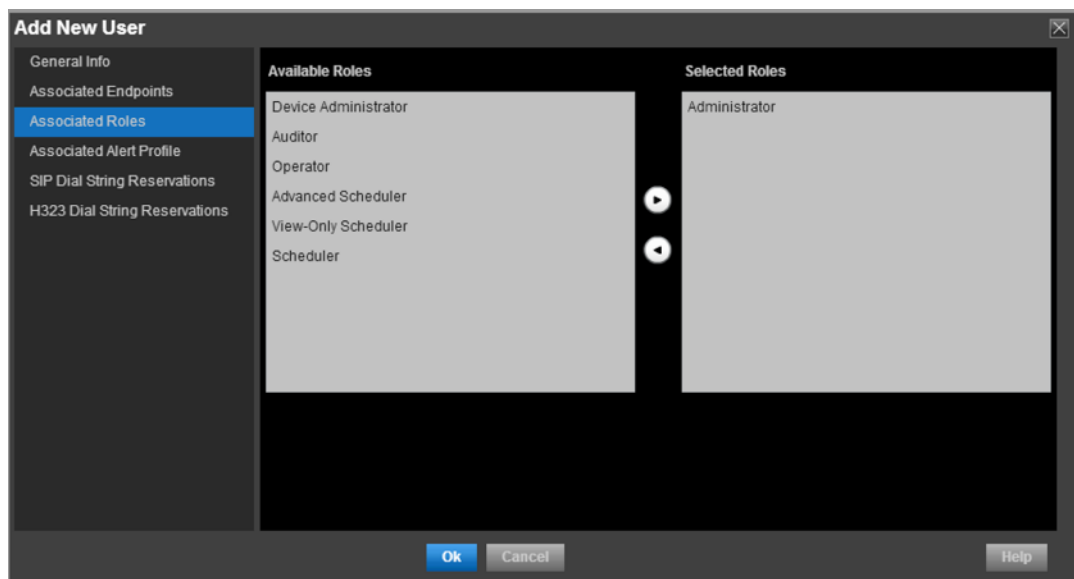 Add New User
General Info
Associated Endpoints
Associated Roles
Associated Alert Profile
SIP Dial String Reservations
H323 Dial String Reservations
Available Roles
Device Administrator
Auditor
Operator
Advanced Scheduler
View-Only Scheduler
Scheduler
Selected Roles
Administrator
Ok
Cancel
Help